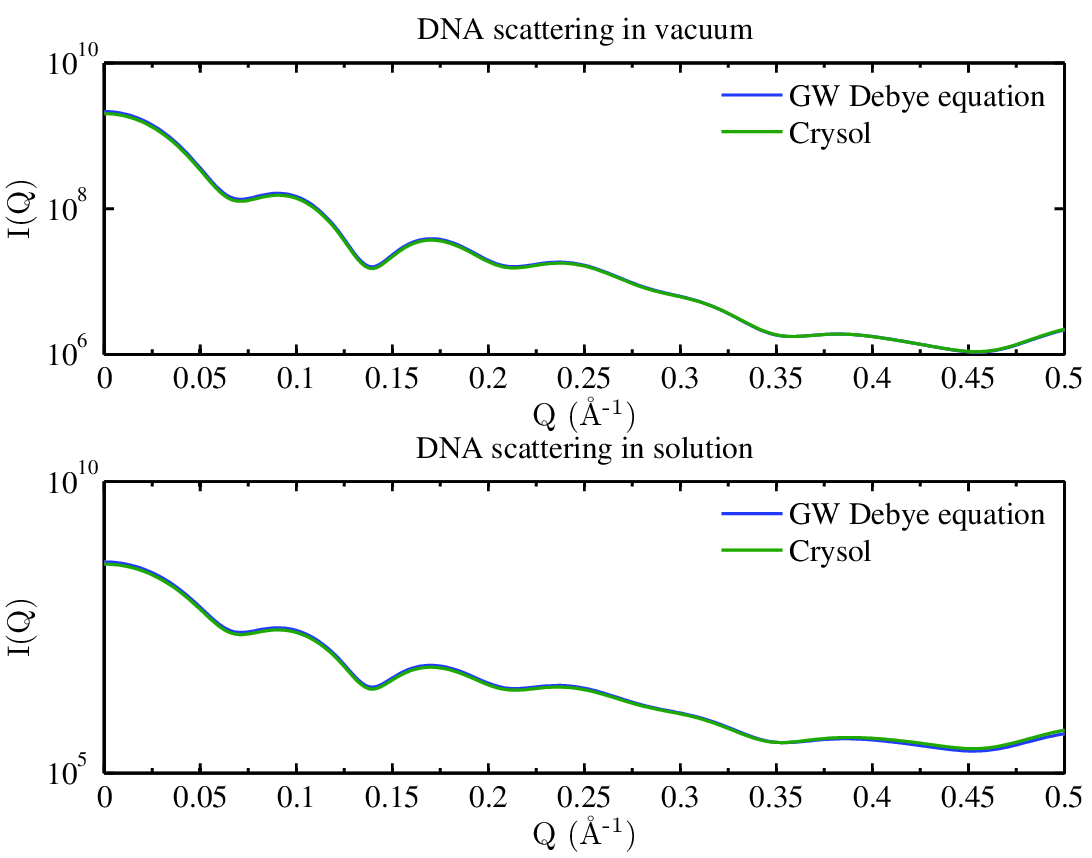 DNA scattering in vacuum
10^10
GW Debye equation
Crysol
I(Q)
10^8
10^6
0 0.05 0.1 0.15 0.2 0.25 0.3 0.35 0.4 0.45 0.5
Q (Å^-1)
DNA scattering in solution
10^10
GW Debye equation
Crysol
I(Q)
10^5
0 0.05 0.1 0.15 0.2 0.25 0.3 0.35 0.4 0.45 0.5
Q (Å^-1)